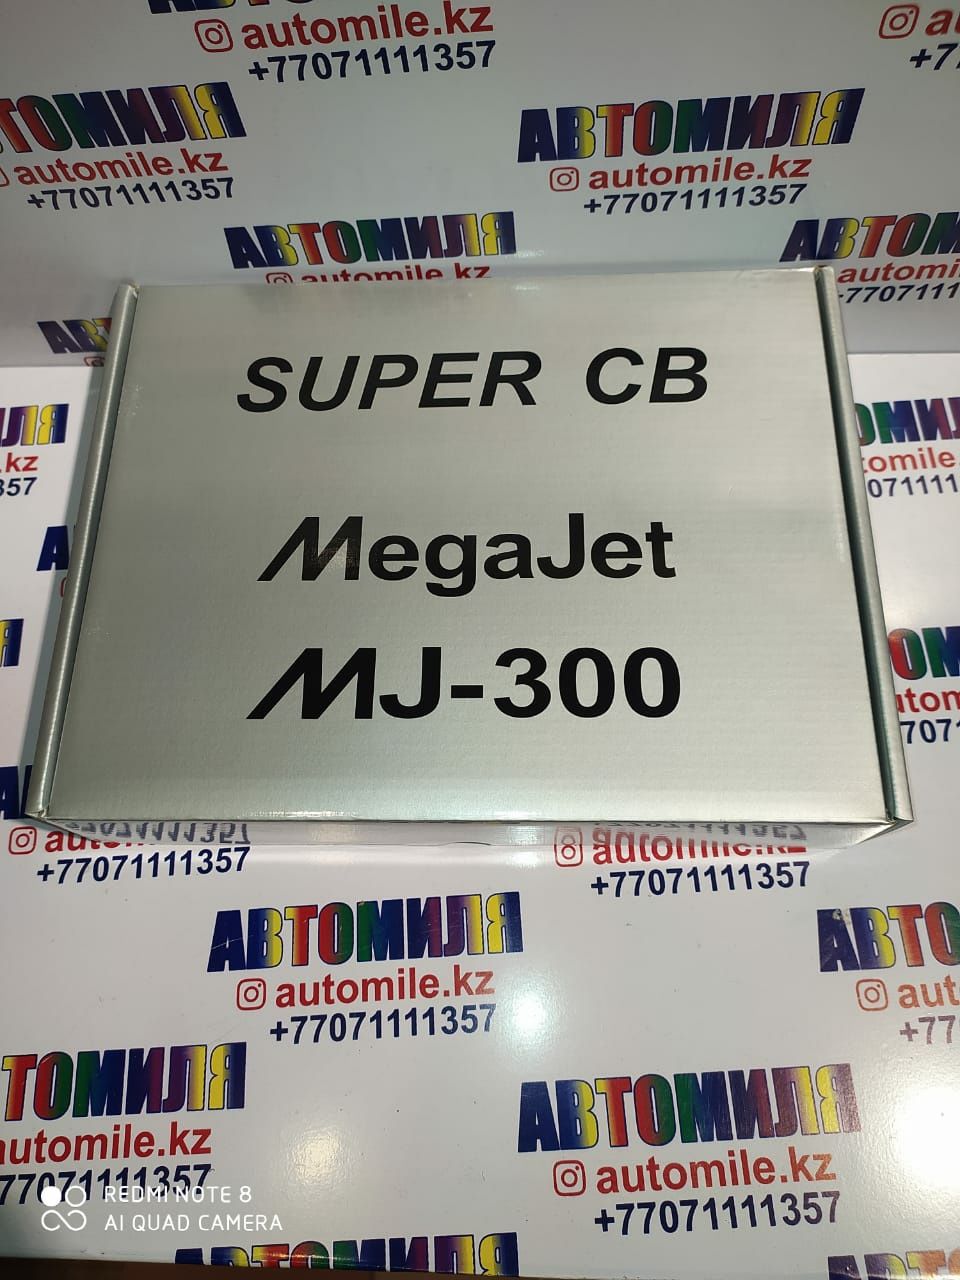 automile.kz
+77071111357
АВТОМИЛЯ
automile.kz
+77071111357
АВТОМИЛЯ
automile.kz
+77071111357
АВТОМИЛЯ
automile.kz
SUPER CB
MegaJet
MJ-300
+77071111357
+77071111357
АВТОМИЛЯ
automile.kz
+77071111357
automile.kz
АВТОМИЛЯ
automile.kz
+77071111357
REDMI NOTE 8
AI QUAD CAMERA
АВТОМИЛЯ